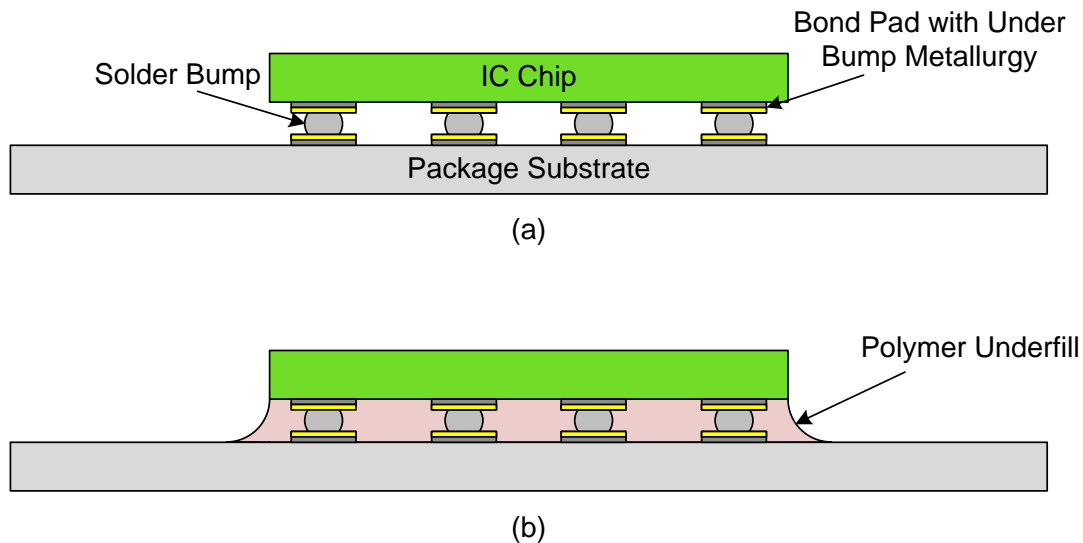 Bond Pad with Under
Bump Metallurgy
Solder Bump
IC Chip
Package Substrate
(a)
Polymer Underfill
(b)